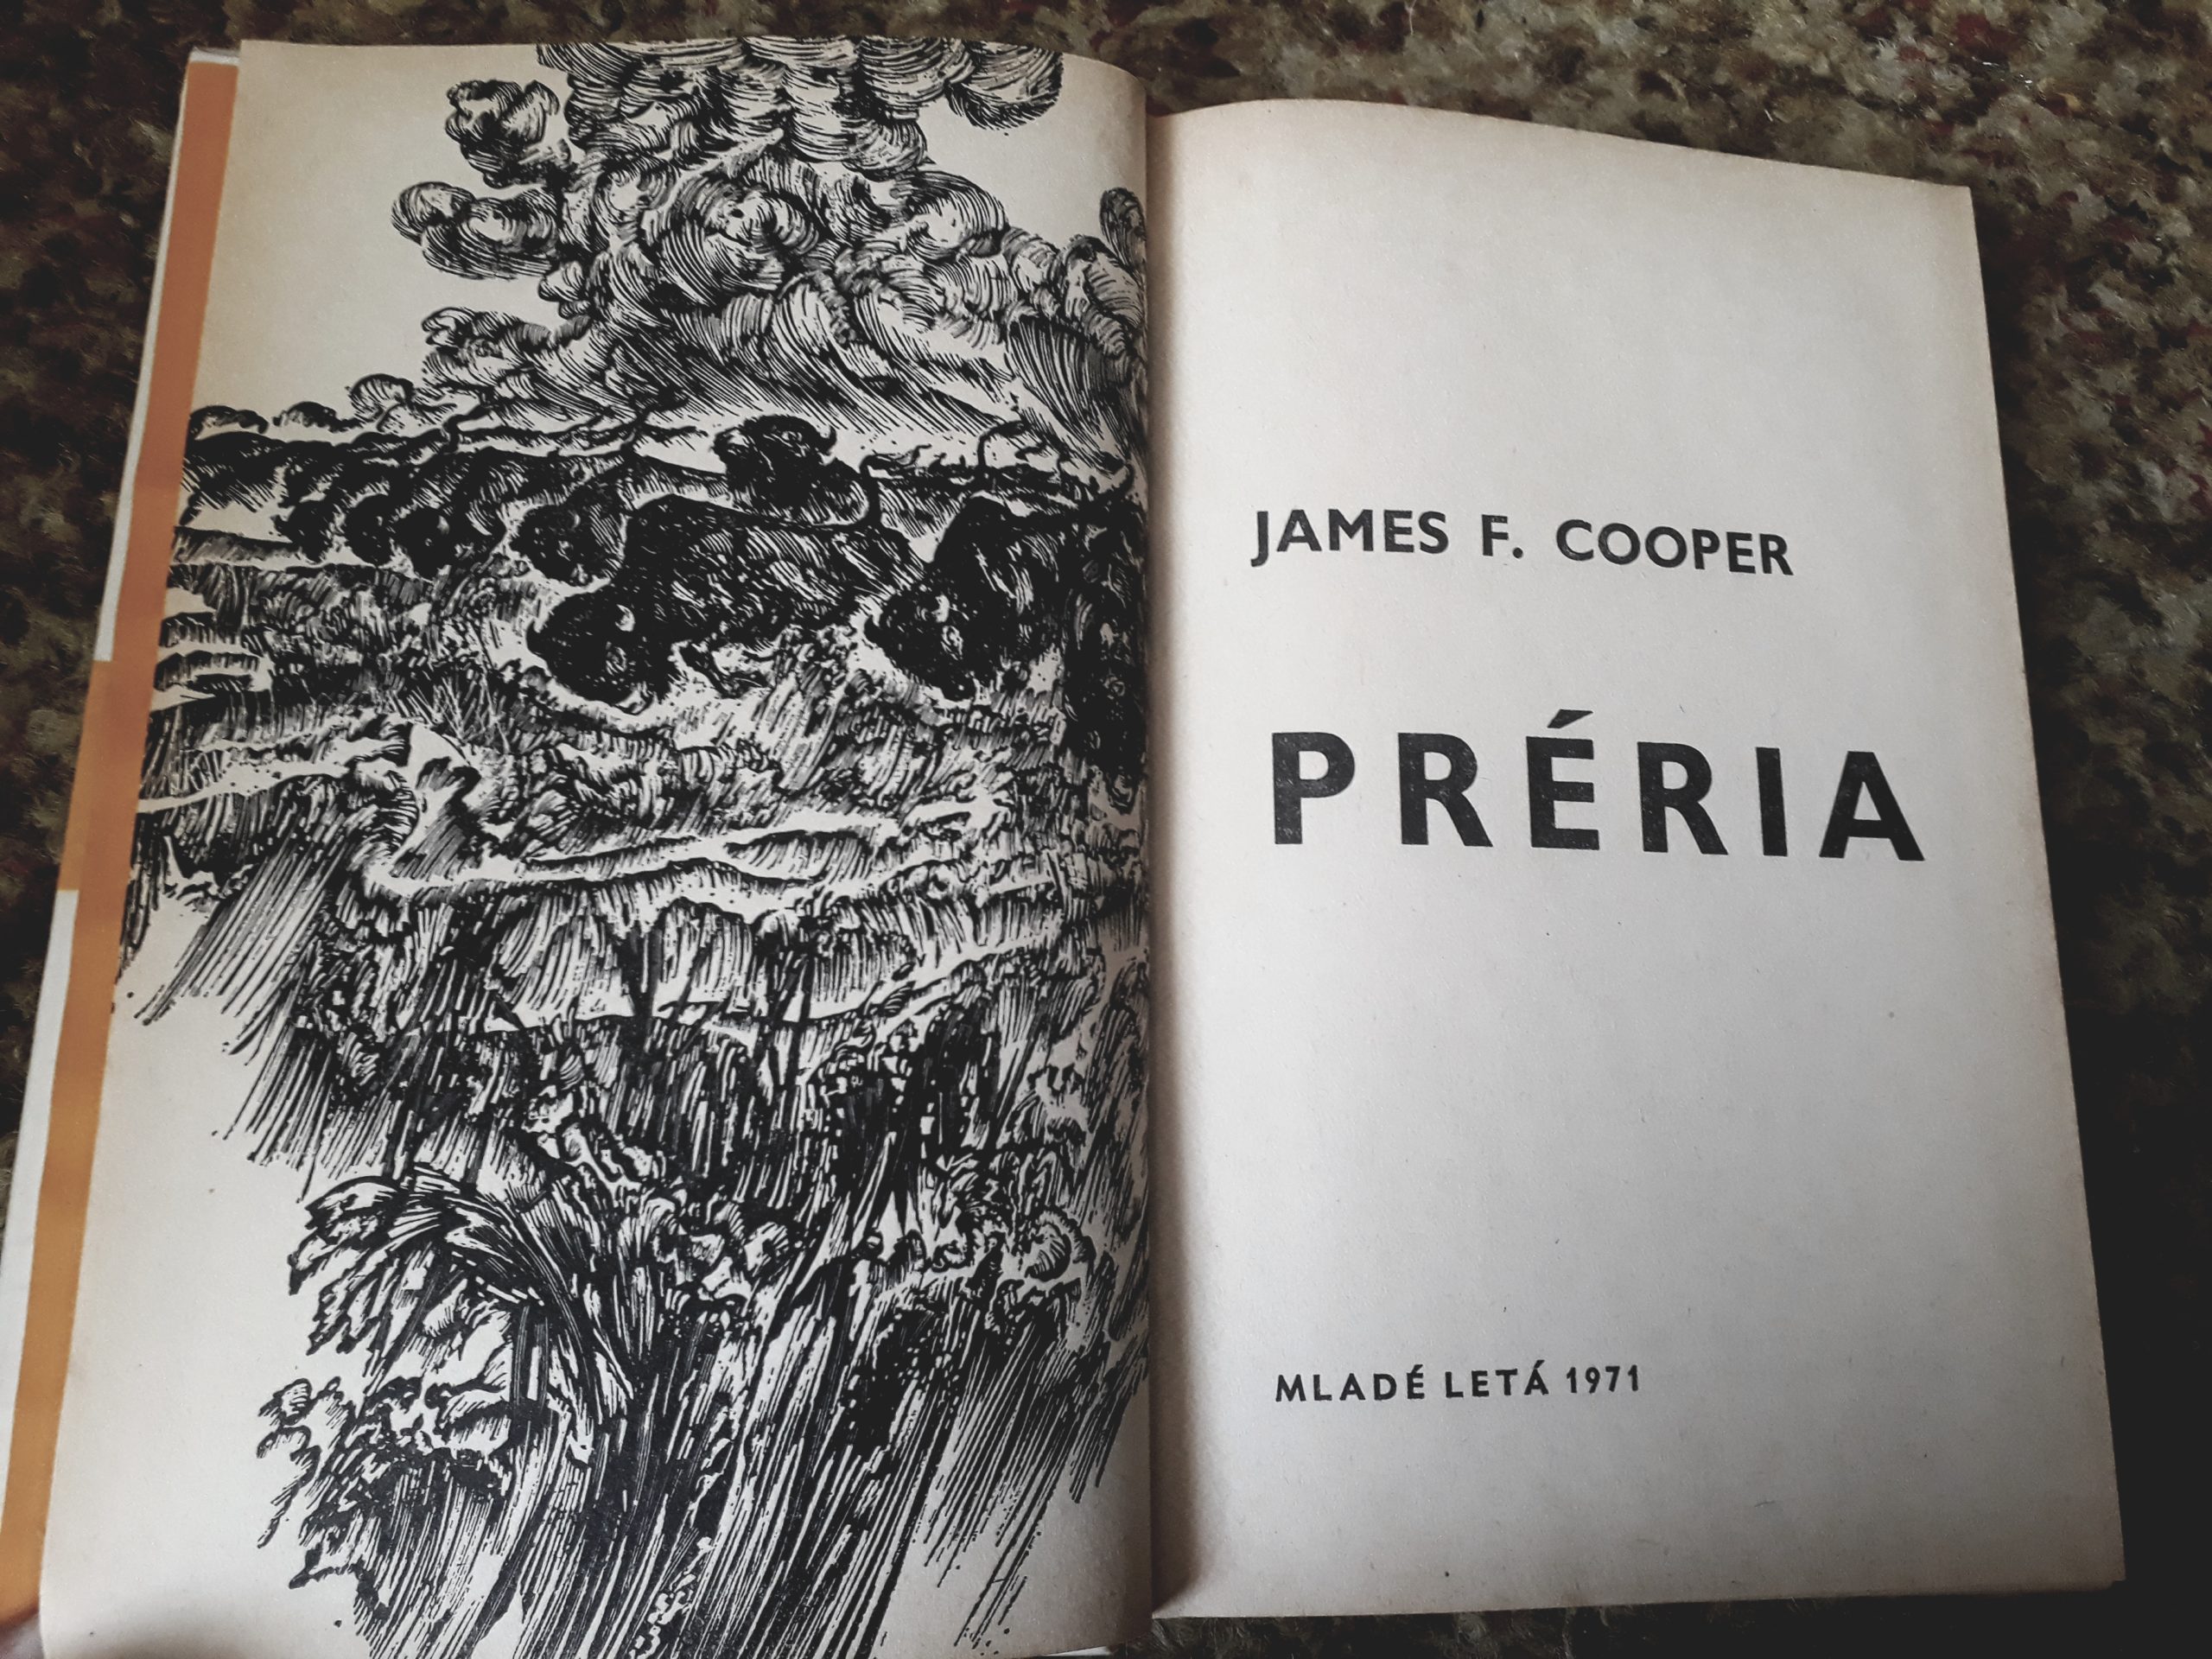 JAMES F. COOPER
PRÉRIA
MLADÉ LETÁ 1971